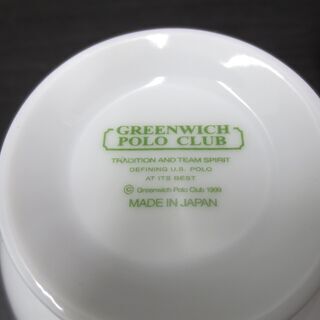 GREENWICH
POLO CLUB
TRADITION AND TEAM SPIRIT
DEFINING U.S. POLO
AT ITS BEST
© Greenwich Polo Club 1999
MADE IN JAPAN